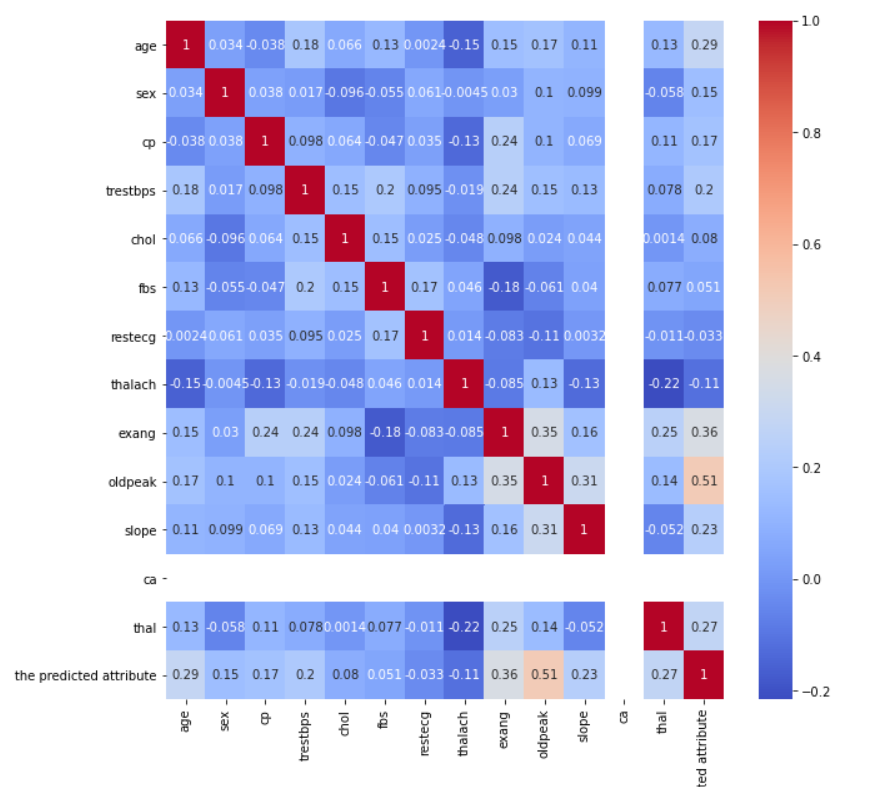 age 1 0.034 -0.038 0.18 0.066 0.13 0.0024 -0.15 0.15 0.17 0.11 0.13 0.29
sex 0.034 1 0.038 0.017 -0.096 -0.055 0.061 -0.0045 0.03 0.1 0.099 -0.058 0.15
cp -0.038 0.038 1 0.098 0.064 -0.047 0.035 -0.13 0.24 0.1 0.069 0.11 0.17
trestbps 0.18 0.017 0.098 1 0.15 0.2 0.095 -0.019 0.24 0.15 0.13 0.078 0.2
chol 0.066 -0.096 0.064 0.15 1 0.15 0.025 -0.048 0.098 0.024 0.044 0.0014 0.08
fbs 0.13 -0.055 -0.047 0.2 0.15 1 0.17 0.046 -0.18 -0.061 0.04 0.077 0.051
restecg 0.0024 0.061 0.035 0.095 0.025 0.17 1 0.014 -0.083 -0.11 0.0032 -0.011 -0.033
thalach -0.15 -0.0045 -0.13 -0.019 -0.048 0.046 0.014 1 -0.085 0.13 -0.13 -0.22 -0.11
exang 0.15 0.03 0.24 0.24 0.098 -0.18 -0.083 -0.085 1 0.35 0.16 0.25 0.36
oldpeak 0.17 0.1 0.1 0.15 0.024 -0.061 -0.11 0.13 0.35 1 0.31 0.14 0.51
slope 0.11 0.099 0.069 0.13 0.044 0.04 0.0032 -0.13 0.16 0.31 1 -0.052 0.23
ca
thal 0.13 -0.058 0.11 0.078 0.0014 0.077 -0.011 -0.22 0.25 0.14 -0.052 1 0.27
the predicted attribute 0.29 0.15 0.17 0.2 0.08 0.051 -0.033 -0.11 0.36 0.51 0.23 0.27 1
age sex cp trestbps chol fbs restecg thalach exang oldpeak slope ca thal ted attribute
1.0
0.8
0.6
0.4
0.2
0.0
−0.2